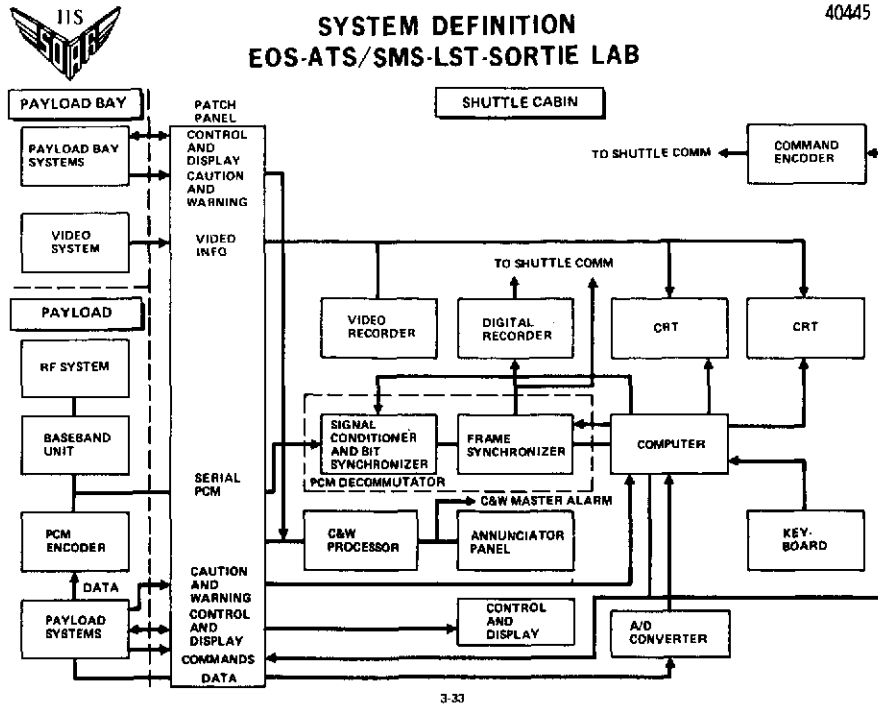 IIS
SOAR
40445
SYSTEM DEFINITION
EOS-ATS/SMS-LST-SORTIE LAB
PAYLOAD BAY
PATCH
PANEL
SHUTTLE CABIN
PAYLOAD BAY
SYSTEMS
CONTROL
AND
DISPLAY
CAUTION
AND
WARNING
TO SHUTTLE COMM
COMMAND
ENCODER
VIDEO
SYSTEM
VIDEO
INFO
TO SHUTTLE COMM
PAYLOAD
VIDEO
RECORDER
DIGITAL
RECORDER
CRT
CRT
RF SYSTEM
BASEBAND
UNIT
SIGNAL
CONDITIONER
AND BIT
SYNCHRONIZER
FRAME
SYNCHRONIZER
COMPUTER
PCM DECOMMUTATOR
SERIAL
PCM
C&W MASTER ALARM
PCM
ENCODER
C&W
PROCESSOR
ANNUNCIATOR
PANEL
KEY-
BOARD
DATA
CAUTION
AND
WARNING
PAYLOAD
SYSTEMS
CONTROL
AND
DISPLAY
CONTROL
AND
DISPLAY
A/D
CONVERTER
COMMANDS
DATA
3-33